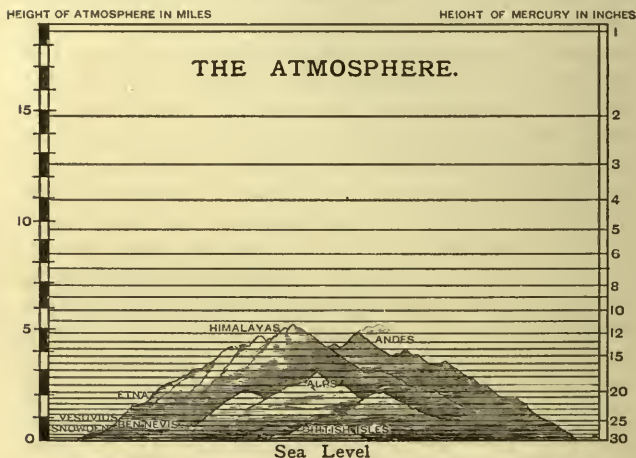 HEIGHT OF ATMOSPHERE IN MILES
HEIGHT OF MERCURY IN INCHES
THE ATMOSPHERE.
1
15
2
3
4
10
5
6
8
10
5
HIMALAYAS
12
ANDES
15
ALPS
20
ETNA
VESUVIUS
BEN NEVIS
25
SNOWDEN
BRITISH ISLES
0
30
Sea Level